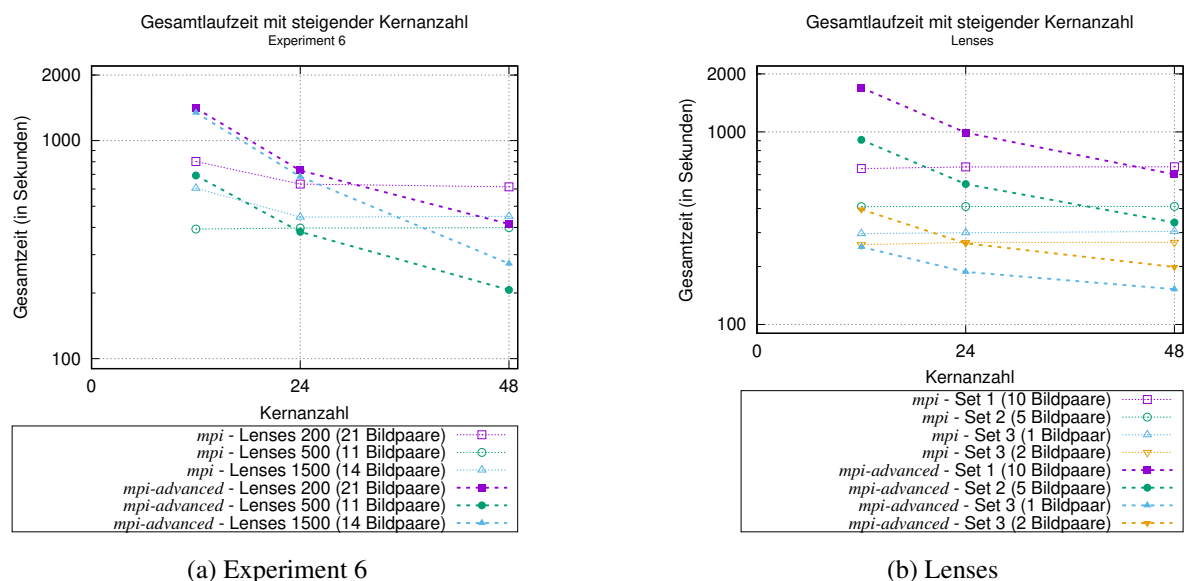 Gesamtlaufzeit mit steigender Kernanzahl
Experiment 6
Gesamtzeit (in Sekunden)
2000
1000
100
0
24
48
Kernanzahl
mpi - Lenses 200 (21 Bildpaare)
mpi - Lenses 500 (11 Bildpaare)
mpi - Lenses 1500 (14 Bildpaare)
mpi-advanced - Lenses 200 (21 Bildpaare)
mpi-advanced - Lenses 500 (11 Bildpaare)
mpi-advanced - Lenses 1500 (14 Bildpaare)
(a) Experiment 6
Gesamtlaufzeit mit steigender Kernanzahl
Lenses
Gesamtzeit (in Sekunden)
2000
1000
100
0
24
48
Kernanzahl
mpi - Set 1 (10 Bildpaare)
mpi - Set 2 (5 Bildpaare)
mpi - Set 3 (1 Bildpaar)
mpi - Set 3 (2 Bildpaare)
mpi-advanced - Set 1 (10 Bildpaare)
mpi-advanced - Set 2 (5 Bildpaare)
mpi-advanced - Set 3 (1 Bildpaar)
mpi-advanced - Set 3 (2 Bildpaare)
(b) Lenses